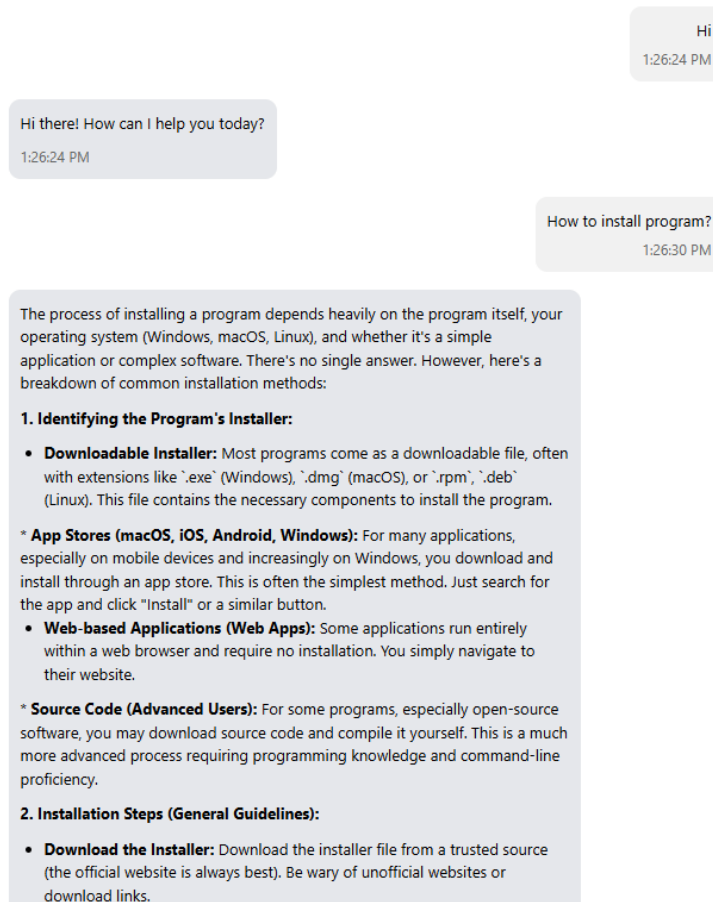 Hi
1:26:24 PM
Hi there! How can I help you today?
1:26:24 PM
How to install program?
1:26:30 PM
The process of installing a program depends heavily on the program itself, your
operating system (Windows, macOS, Linux), and whether it's a simple
application or complex software. There's no single answer. However, here's a
breakdown of common installation methods:
1. Identifying the Program's Installer:
• Downloadable Installer: Most programs come as a downloadable file, often
with extensions like `.exe` (Windows), `.dmg` (macOS), or `.rpm`, `.deb`
(Linux). This file contains the necessary components to install the program.
* App Stores (macOS, iOS, Android, Windows): For many applications,
especially on mobile devices and increasingly on Windows, you download and
install through an app store. This is often the simplest method. Just search for
the app and click "Install" or a similar button.
• Web-based Applications (Web Apps): Some applications run entirely
within a web browser and require no installation. You simply navigate to
their website.
* Source Code (Advanced Users): For some programs, especially open-source
software, you may download source code and compile it yourself. This is a much
more advanced process requiring programming knowledge and command-line
proficiency.
2. Installation Steps (General Guidelines):
• Download the Installer: Download the installer file from a trusted source
(the official website is always best). Be wary of unofficial websites or
download links.